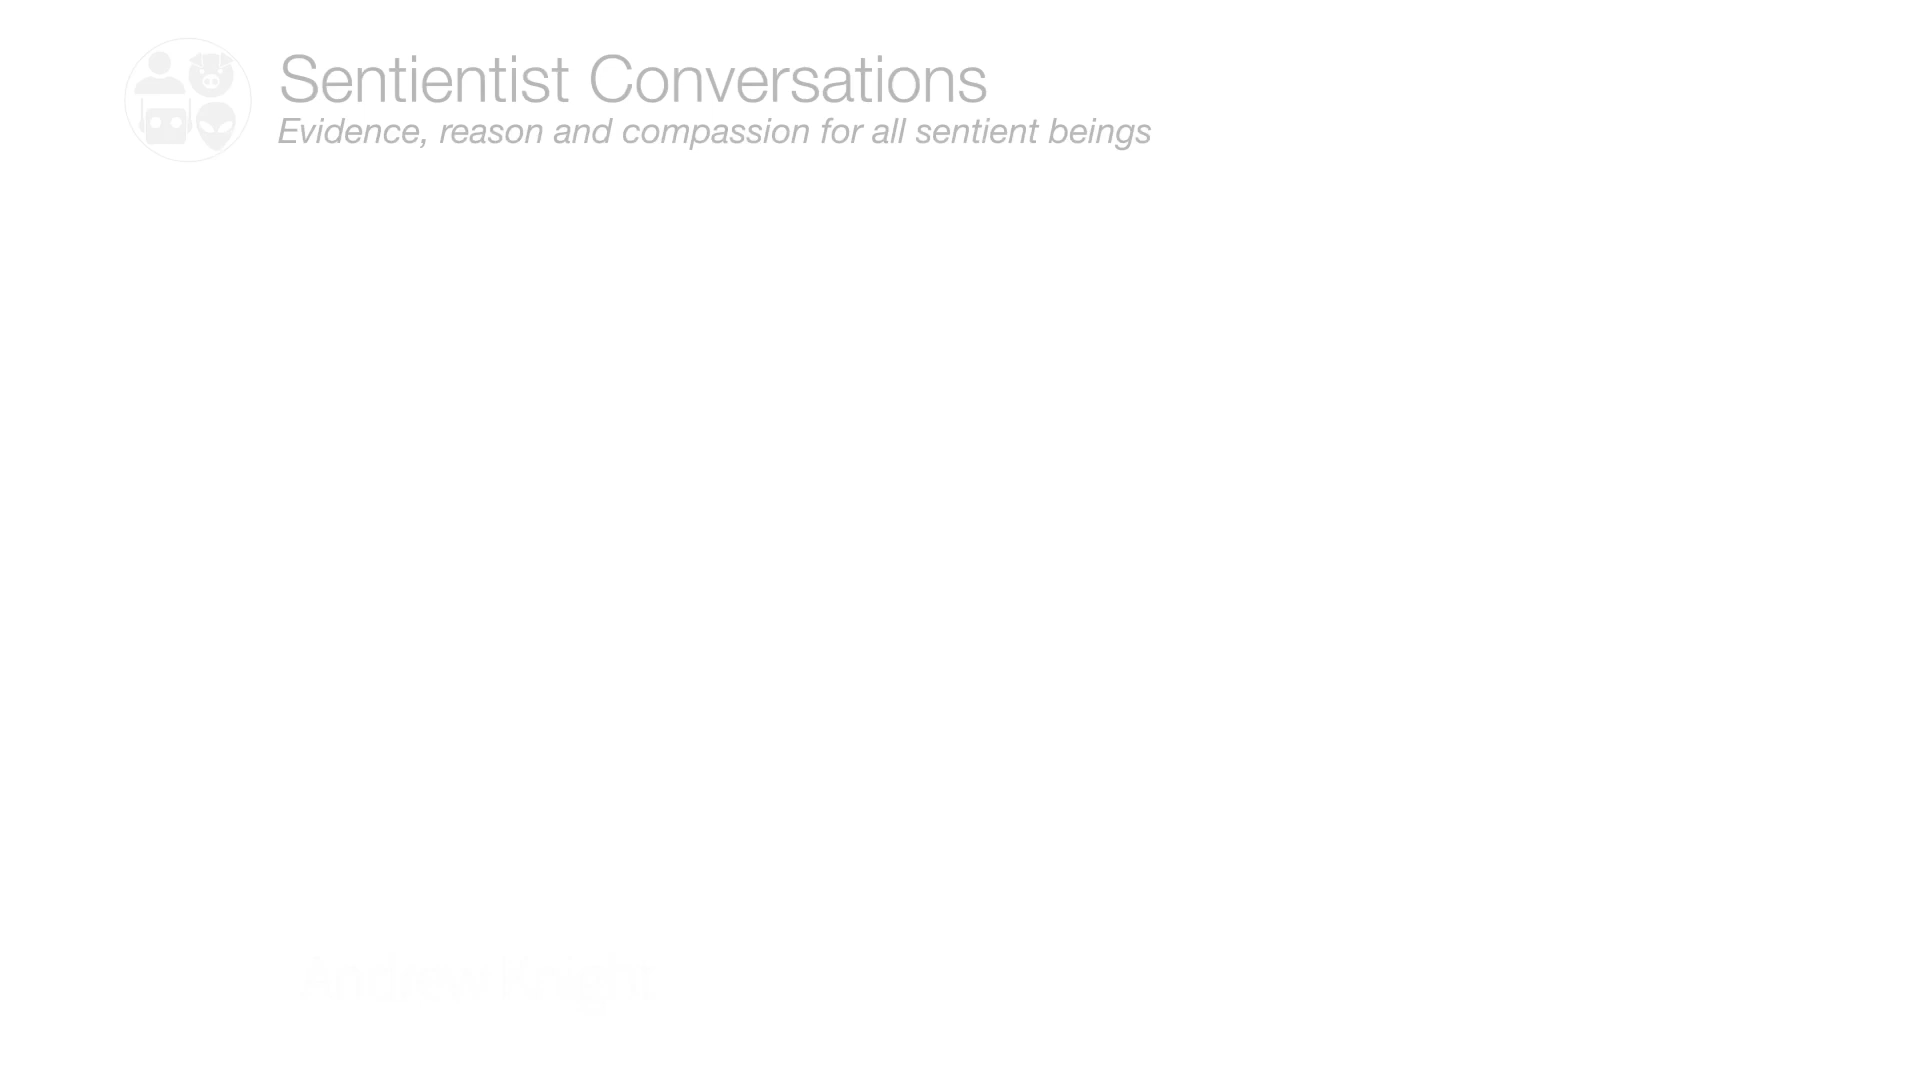 Sentientist Conversations
Evidence, reason and compassion for all sentient beings
Andrew Knight